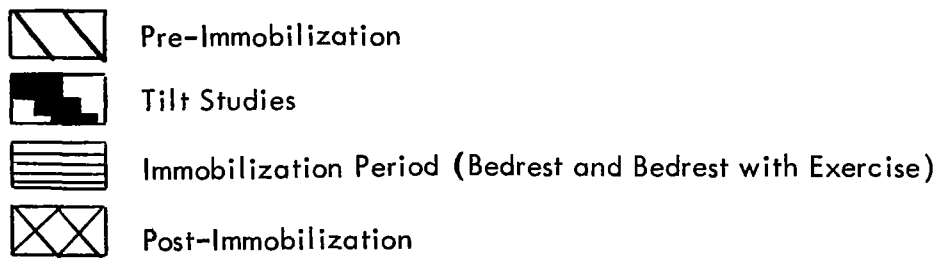 Pre-Immobilization
Tilt Studies
Immobilization Period (Bedrest and Bedrest with Exercise)
Post-Immobilization